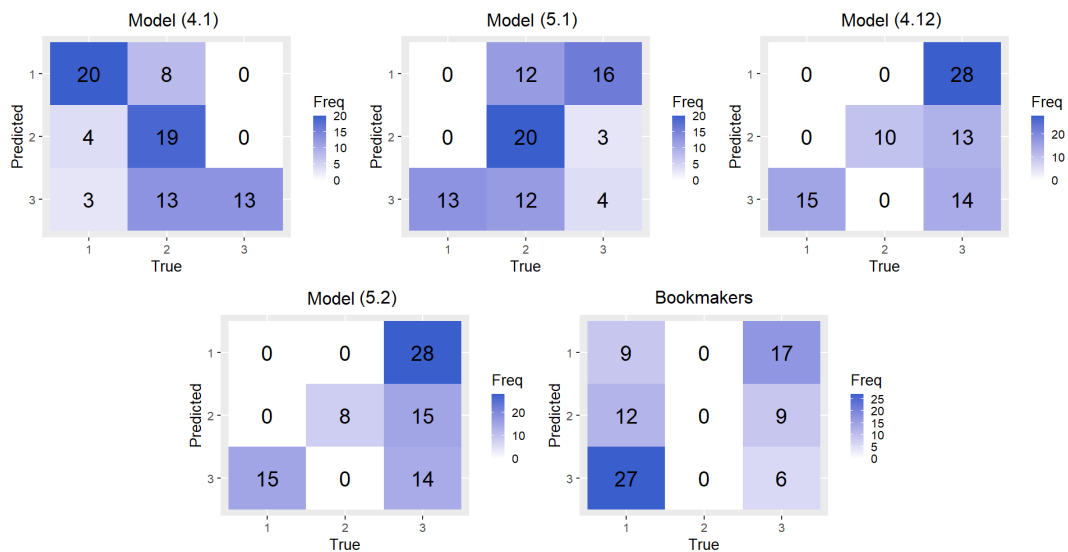 Model (4.1)
Predicted
1
2
3
20 8 0
4 19 0
3 13 13
1 2 3
True
Freq
20
15
10
5
0
Model (5.1)
Predicted
1
2
3
0 12 16
0 20 3
13 12 4
1 2 3
True
Freq
20
15
10
5
0
Model (4.12)
Predicted
1
2
3
0 0 28
0 10 13
15 0 14
1 2 3
True
Freq
20
10
0
Model (5.2)
Predicted
1
2
3
0 0 28
0 8 15
15 0 14
1 2 3
True
Freq
20
10
0
Bookmakers
Predicted
1
2
3
9 0 17
12 0 9
27 0 6
1 2 3
True
Freq
25
20
15
10
5
0